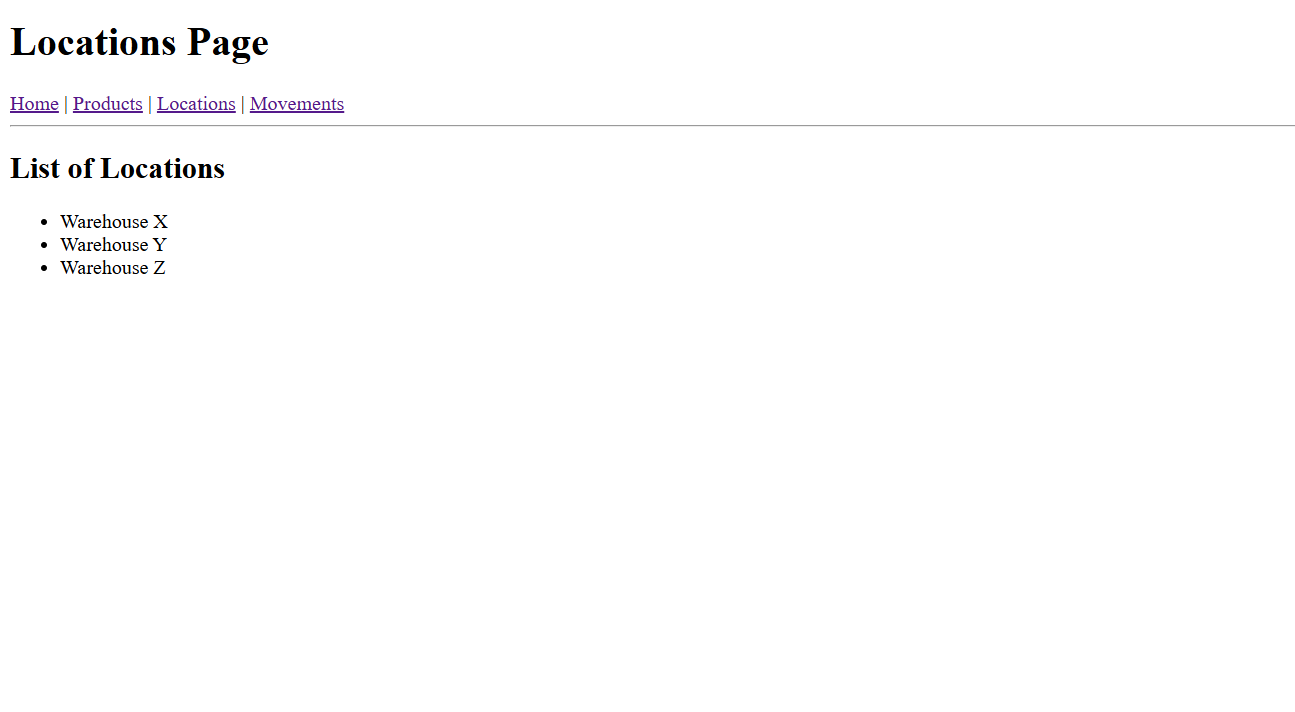 Locations Page
Home | Products | Locations | Movements
List of Locations
• Warehouse X
• Warehouse Y
• Warehouse Z